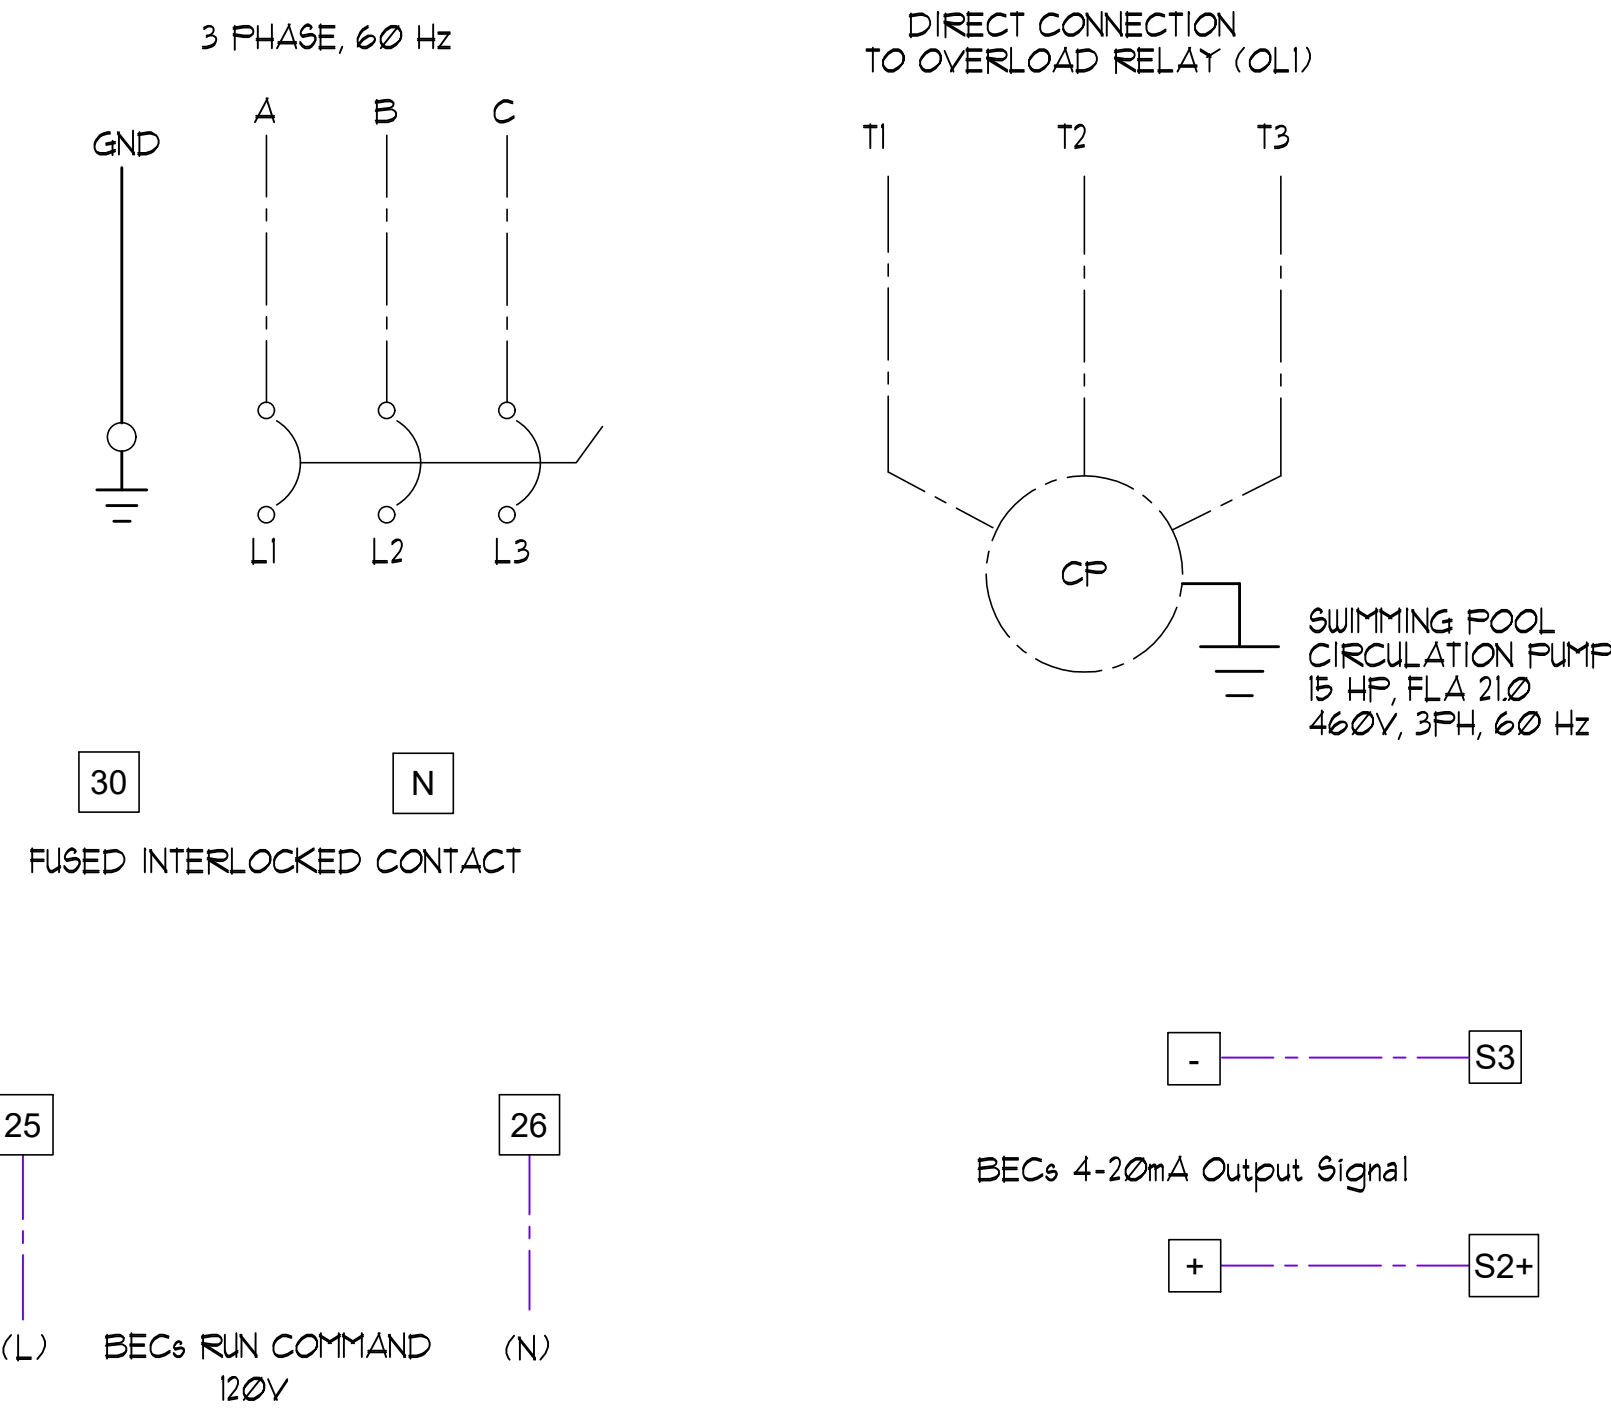 3 PHASE, 60 Hz
A B C
GND
L1 L2 L3
DIRECT CONNECTION
TO OVERLOAD RELAY (OL1)
T1 T2 T3
CP
SWIMMING POOL
CIRCULATION PUMP
15 HP, FLA 21.0
460V, 3PH, 60 Hz
30 N
FUSED INTERLOCKED CONTACT
25 26
(L) BECs RUN COMMAND (N)
120V
- S3
BECs 4-20mA Output Signal
+ S2+